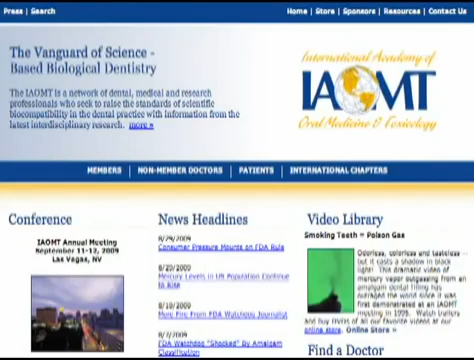 Press | Search
Home | Store | Sponsors | Resources | Contact Us
The Vanguard of Science -
Based Biological Dentistry
The IAOMT is a network of dental, medical and research
professionals who seek to raise the standards of scientific
biocompatibility in the dental practice with information from the
latest interdisciplinary research. more »
International Academy of
IAOMT
Oral Medicine & Toxicology
MEMBERS | NON-MEMBER DOCTORS | PATIENTS | INTERNATIONAL CHAPTERS
Conference
IAOMT Annual Meeting
September 11-12, 2009
Las Vegas, NV
News Headlines
8/29/2009
Consumer Pressure Mounts on FDA Rule
8/20/2009
Mercury Levels in US Population Continue
to Rise
8/10/2009
More Fire From FDA Watchdog Journalist
FDA Watchdog "Shocked" By Amalgam
Classification
Video Library
Smoking Teeth = Poison Gas
Odorless, colorless and tasteless --
but it casts a shadow in black
light! This dramatic video of
mercury vapor outgassing from an
amalgam dental filling has
outraged the world since it was
first demonstrated at an IAOMT
meeting in 1995. Watch trailers
and buy DVDs of all our favorite videos at our
online store. Online Store »
Find a Doctor